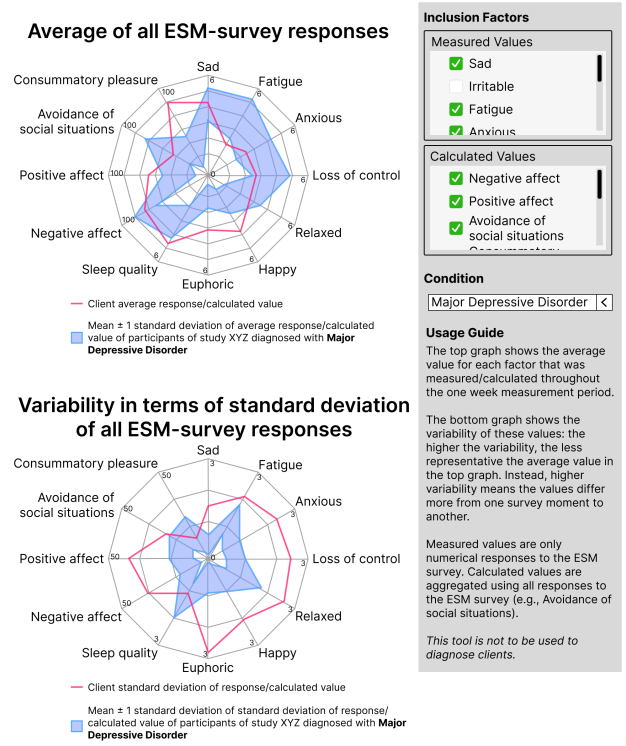 Average of all ESM-survey responses
Sad
Fatigue
Anxious
Loss of control
Relaxed
Happy
Euphoric
Sleep quality
Negative affect
Positive affect
Avoidance of
social situations
Consummatory pleasure
6
6
6
6
6
6
6
6
100
100
100
100
0
Client average response/calculated value
Mean ± 1 standard deviation of average response/calculated
value of participants of study XYZ diagnosed with Major
Depressive Disorder
Variability in terms of standard deviation
of all ESM-survey responses
Sad
Fatigue
Anxious
Loss of control
Relaxed
Happy
Euphoric
Sleep quality
Negative affect
Positive affect
Avoidance of
social situations
Consummatory pleasure
3
3
3
3
3
3
3
3
50
50
50
50
0
Client standard deviation of response/calculated value
Mean ± 1 standard deviation of standard deviation of response/
calculated value of participants of study XYZ diagnosed with Major
Depressive Disorder
Inclusion Factors
Measured Values
Sad
Irritable
Fatigue
Anxious
Calculated Values
Negative affect
Positive affect
Avoidance of
social situations
Consummatory
Condition
Major Depressive Disorder <
Usage Guide
The top graph shows the average
value for each factor that was
measured/calculated throughout
the one week measurement period.
The bottom graph shows the
variability of these values: the
higher the variability, the less
representative the average value in
the top graph. Instead, higher
variability means the values differ
more from one survey moment to
another.
Measured values are only
numerical responses to the ESM
survey. Calculated values are
aggregated using all responses to
the ESM survey (e.g., Avoidance of
social situations).
This tool is not to be used to
diagnose clients.